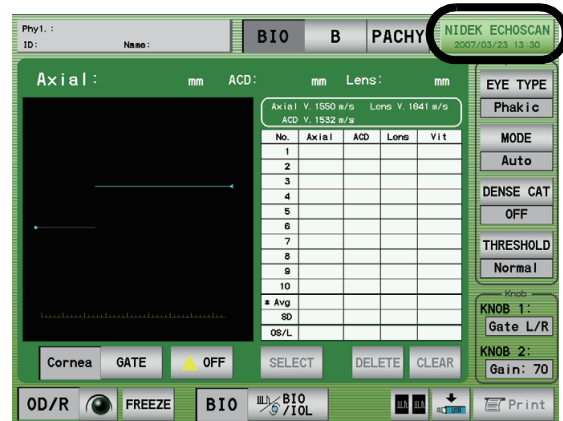 Phy1. :
ID: Name:
BIO B PACHY
NIDEK ECHOSCAN
2007/03/23 13:30
Axial: mm ACD: mm Lens: mm
Axial V. 1550 m/s Lens V. 1641 m/s
ACD V. 1532 m/s
No. Axial ACD Lens Vit
1
2
3
4
5
6
7
8
9
10
* Avg
SD
OS/L
EYE TYPE
Phakic
MODE
Auto
DENSE CAT
OFF
THRESHOLD
Normal
Knob
KNOB 1:
Gate L/R
KNOB 2:
Gain: 70
Cornea GATE OFF SELECT DELETE CLEAR
OD/R FREEZE BIO BIO/IOL Print